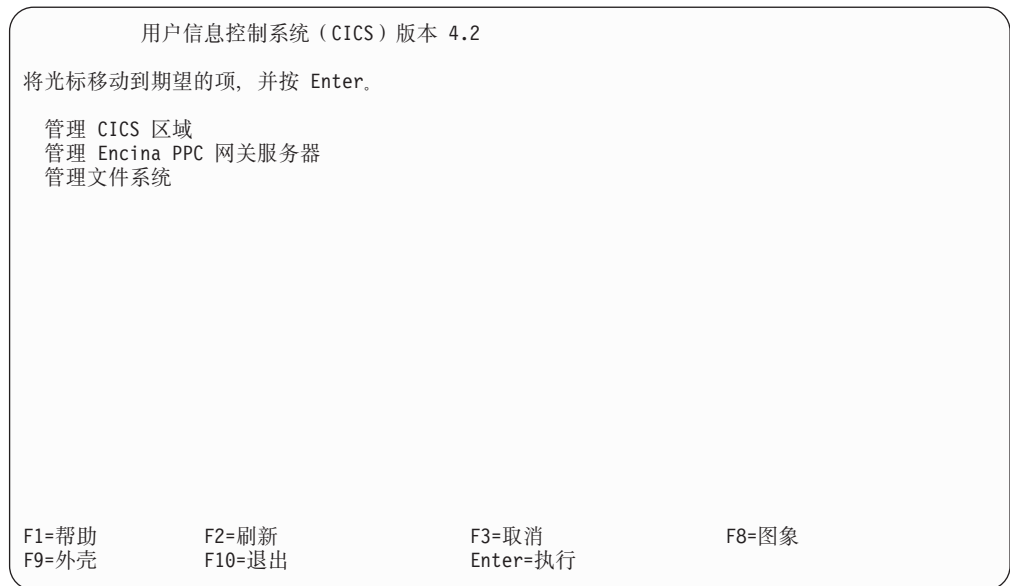 用户信息控制系统（CICS）版本 4.2
将光标移动到期望的项，并按 Enter。
管理 CICS 区域
管理 Encina PPC 网关服务器
管理文件系统
F1=帮助 F2=刷新 F3=取消 F8=图象
F9=外壳 F10=退出 Enter=执行